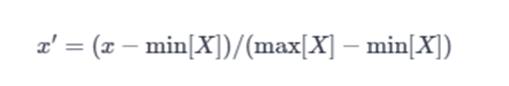 x′ = (x − min[X])/(max[X] − min[X])